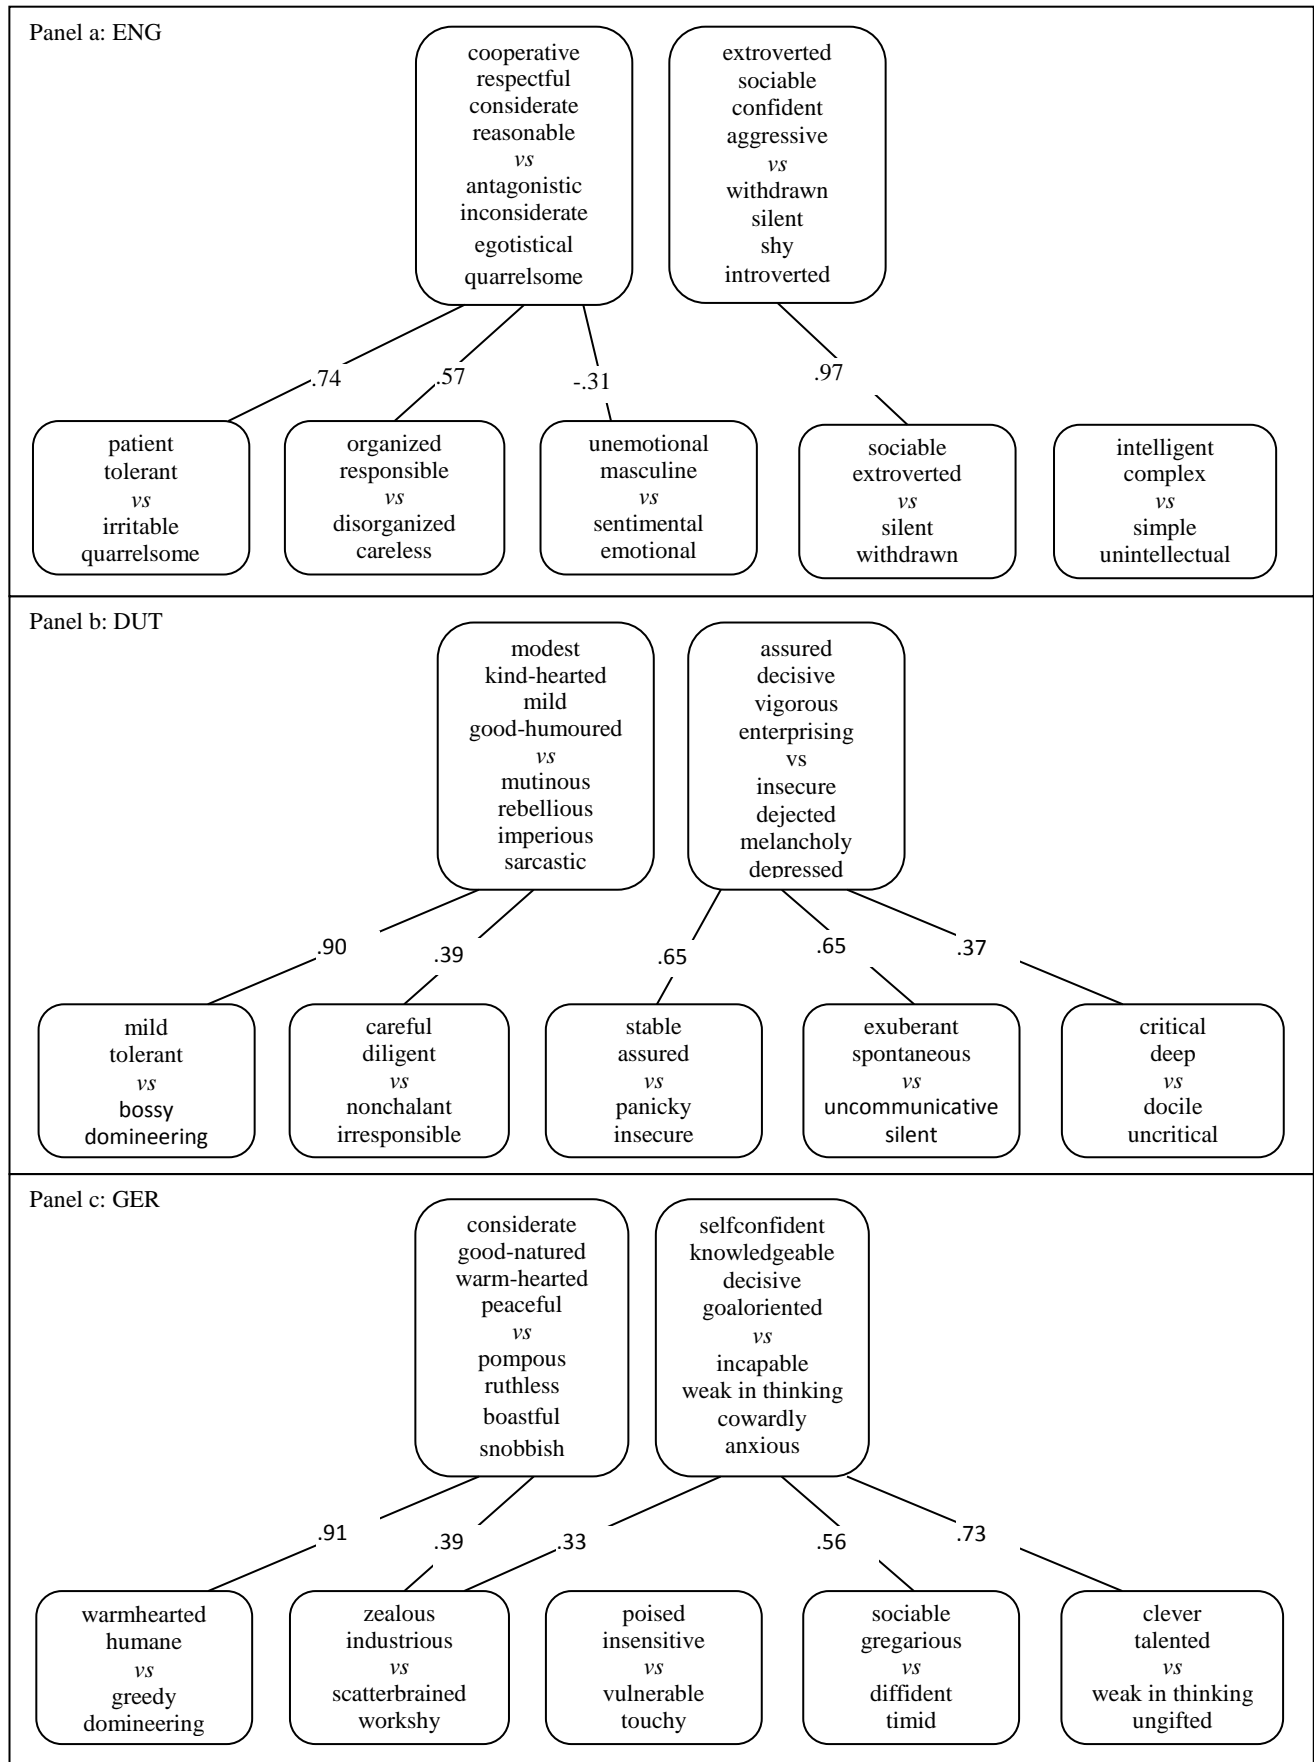 Panel a: ENG
cooperative
respectful
considerate
reasonable
vs
antagonistic
inconsiderate
egotistical
quarrelsome
extroverted
sociable
confident
aggressive
vs
withdrawn
silent
shy
introverted
.74
.57
-.31
.97
patient
tolerant
vs
irritable
quarrelsome
organized
responsible
vs
disorganized
careless
unemotional
masculine
vs
sentimental
emotional
sociable
extroverted
vs
silent
withdrawn
intelligent
complex
vs
simple
unintellectual
Panel b: DUT
modest
kind-hearted
mild
good-humoured
vs
mutinous
rebellious
imperious
sarcastic
assured
decisive
vigorous
enterprising
vs
insecure
dejected
melancholy
depressed
.90
.39
.65
.65
.37
mild
tolerant
vs
bossy
domineering
careful
diligent
vs
nonchalant
irresponsible
stable
assured
vs
panicky
insecure
exuberant
spontaneous
vs
uncommunicative
silent
critical
deep
vs
docile
uncritical
Panel c: GER
considerate
good-natured
warm-hearted
peaceful
vs
pompous
ruthless
boastful
snobbish
selfconfident
knowledgeable
decisive
goaloriented
vs
incapable
weak in thinking
cowardly
anxious
.91
.39
.33
.56
.73
warmhearted
humane
vs
greedy
domineering
zealous
industrious
vs
scatterbrained
workshy
poised
insensitive
vs
vulnerable
touchy
sociable
gregarious
vs
diffident
timid
clever
talented
vs
weak in thinking
ungifted